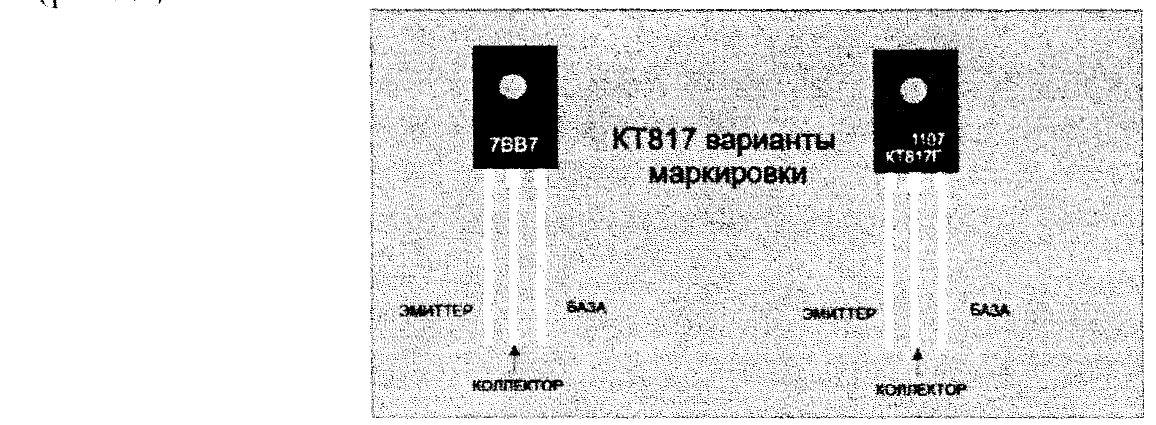 7BB7
КТ817 варианты
маркировки
1107
КТ817Г
ЭМИТТЕР
БАЗА
КОЛЛЕКТОР
ЭМИТТЕР
БАЗА
КОЛЛЕКТОР